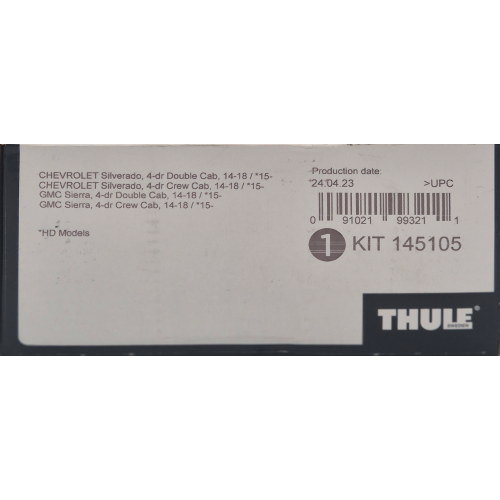 CHEVROLET Silverado, 4-dr Double Cab, 14-18 / *15-
CHEVROLET Silverado, 4-dr Crew Cab, 14-18 / *15-
GMC Sierra, 4-dr Double Cab, 14-18 / *15-
GMC Sierra, 4-dr Crew Cab, 14-18 / *15-
*HD Models
Production date:
24.04.23 >UPC
0 91021 99321 1
1 KIT 145105
THULE
SWEDEN